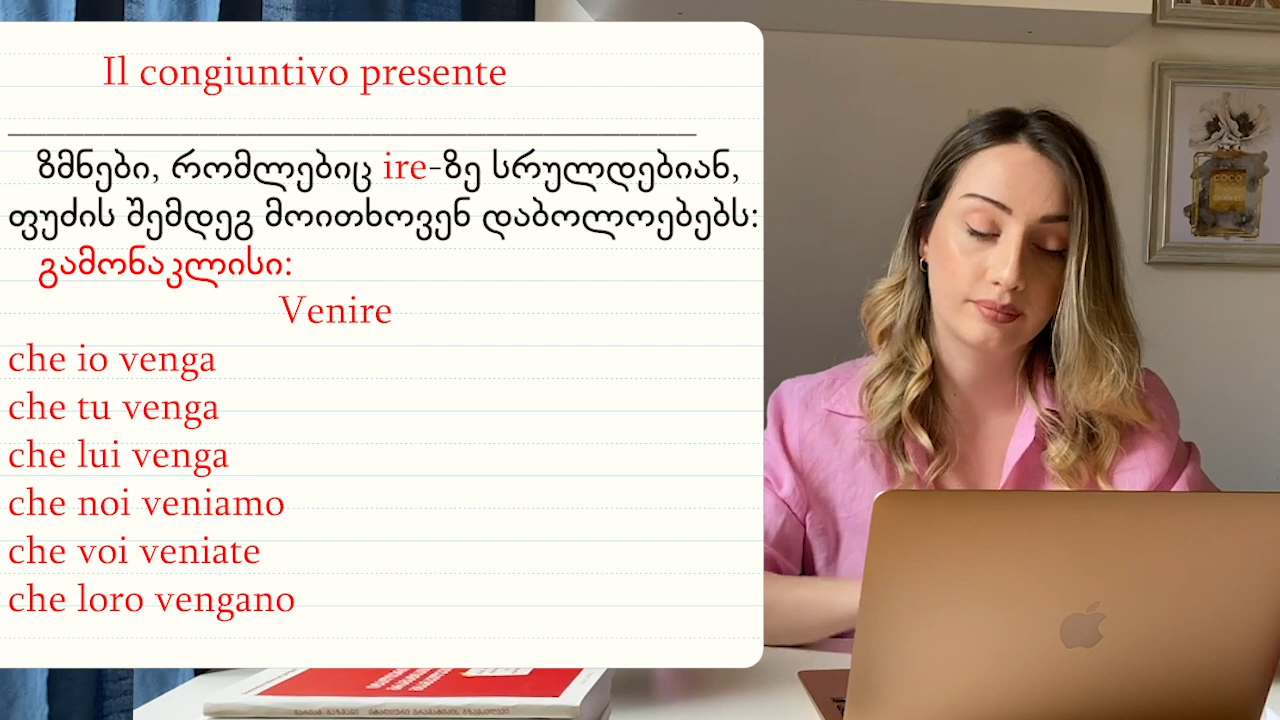 Il congiuntivo presente
ზმნები, რომლებიც ire-ზე სრულდებიან,
ფუძის შემდეგ მოითხოვენ დაბოლოებებს:
გამონაკლისი:
Venire
che io venga
che tu venga
che lui venga
che noi veniamo
che voi veniate
che loro vengano
COCO